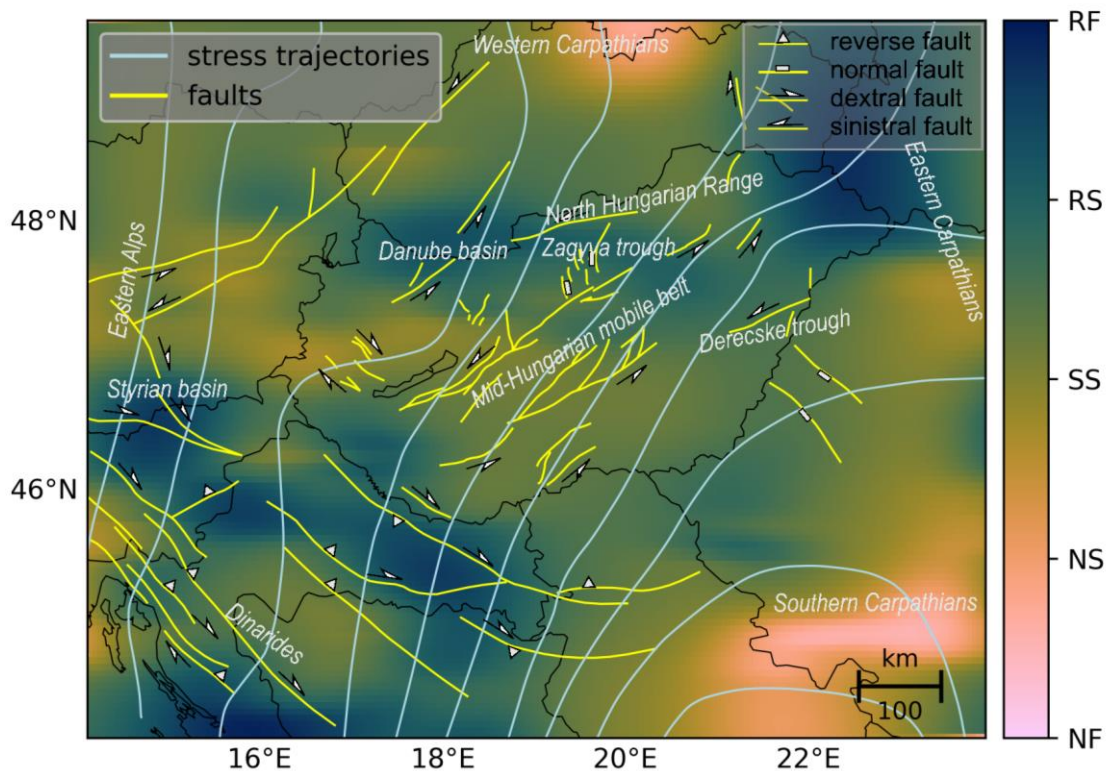 stress trajectories
faults
reverse fault
normal fault
dextral fault
sinistral fault
Western Carpathians
Eastern Carpathians
North Hungarian Range
Danube basin
Zagyva trough
Eastern Alps
Mid-Hungarian mobile belt
Derecske trough
Styrian basin
Southern Carpathians
Dinarides
km
100
48°N
46°N
16°E
18°E
20°E
22°E
RF
RS
SS
NS
NF